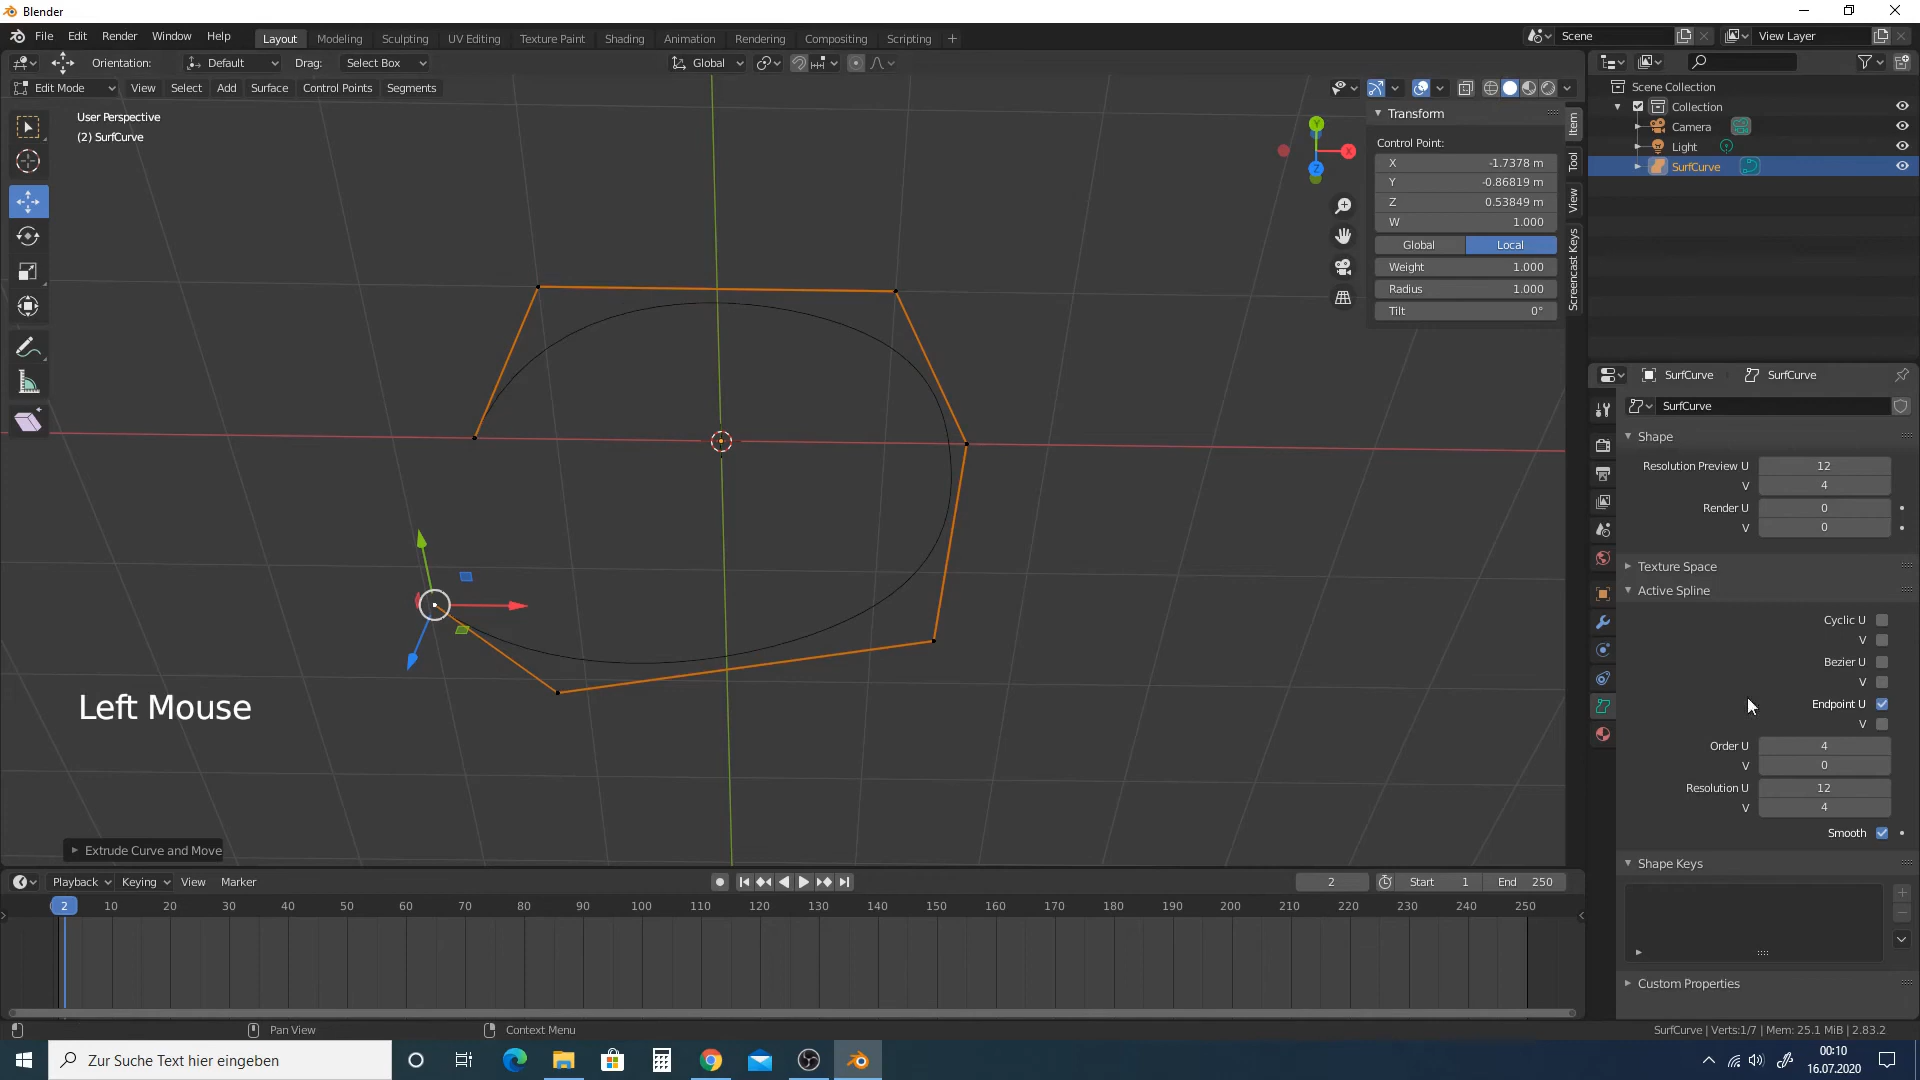 Blender
File Edit Render Window Help
Layout Modeling Sculpting UV Editing Texture Paint Shading Animation Rendering Compositing Scripting +
Scene
View Layer
Orientation: Default Drag: Select Box
Global
Edit Mode View Select Add Surface Control Points Segments
User Perspective
(2) SurfCurve
Y
X
Z
Transform
Control Point:
X -1.7378 m
Y -0.86819 m
Z 0.53849 m
W 1.000
Global Local
Weight 1.000
Radius 1.000
Tilt 0°
Item
Tool
View
Screencast Keys
Scene Collection
Collection
Camera
Light
SurfCurve
SurfCurve SurfCurve
SurfCurve
Shape
Resolution Preview U 12
V 4
Render U 0
V 0
Texture Space
Active Spline
Cyclic U
V
Bezier U
V
Endpoint U
V
Order U 4
V 0
Resolution U 12
V 4
Smooth
Shape Keys
Custom Properties
Left Mouse
Extrude Curve and Move
Playback Keying View Marker
2
Start 1
End 250
2 10 20 30 40 50 60 70 80 90 100 110 120 130 140 150 160 170 180 190 200 210 220 230 240 250
Pan View
Context Menu
SurfCurve | Verts:1/7 | Mem: 25.1 MiB | 2.83.2
Zur Suche Text hier eingeben
00:10
16.07.2020